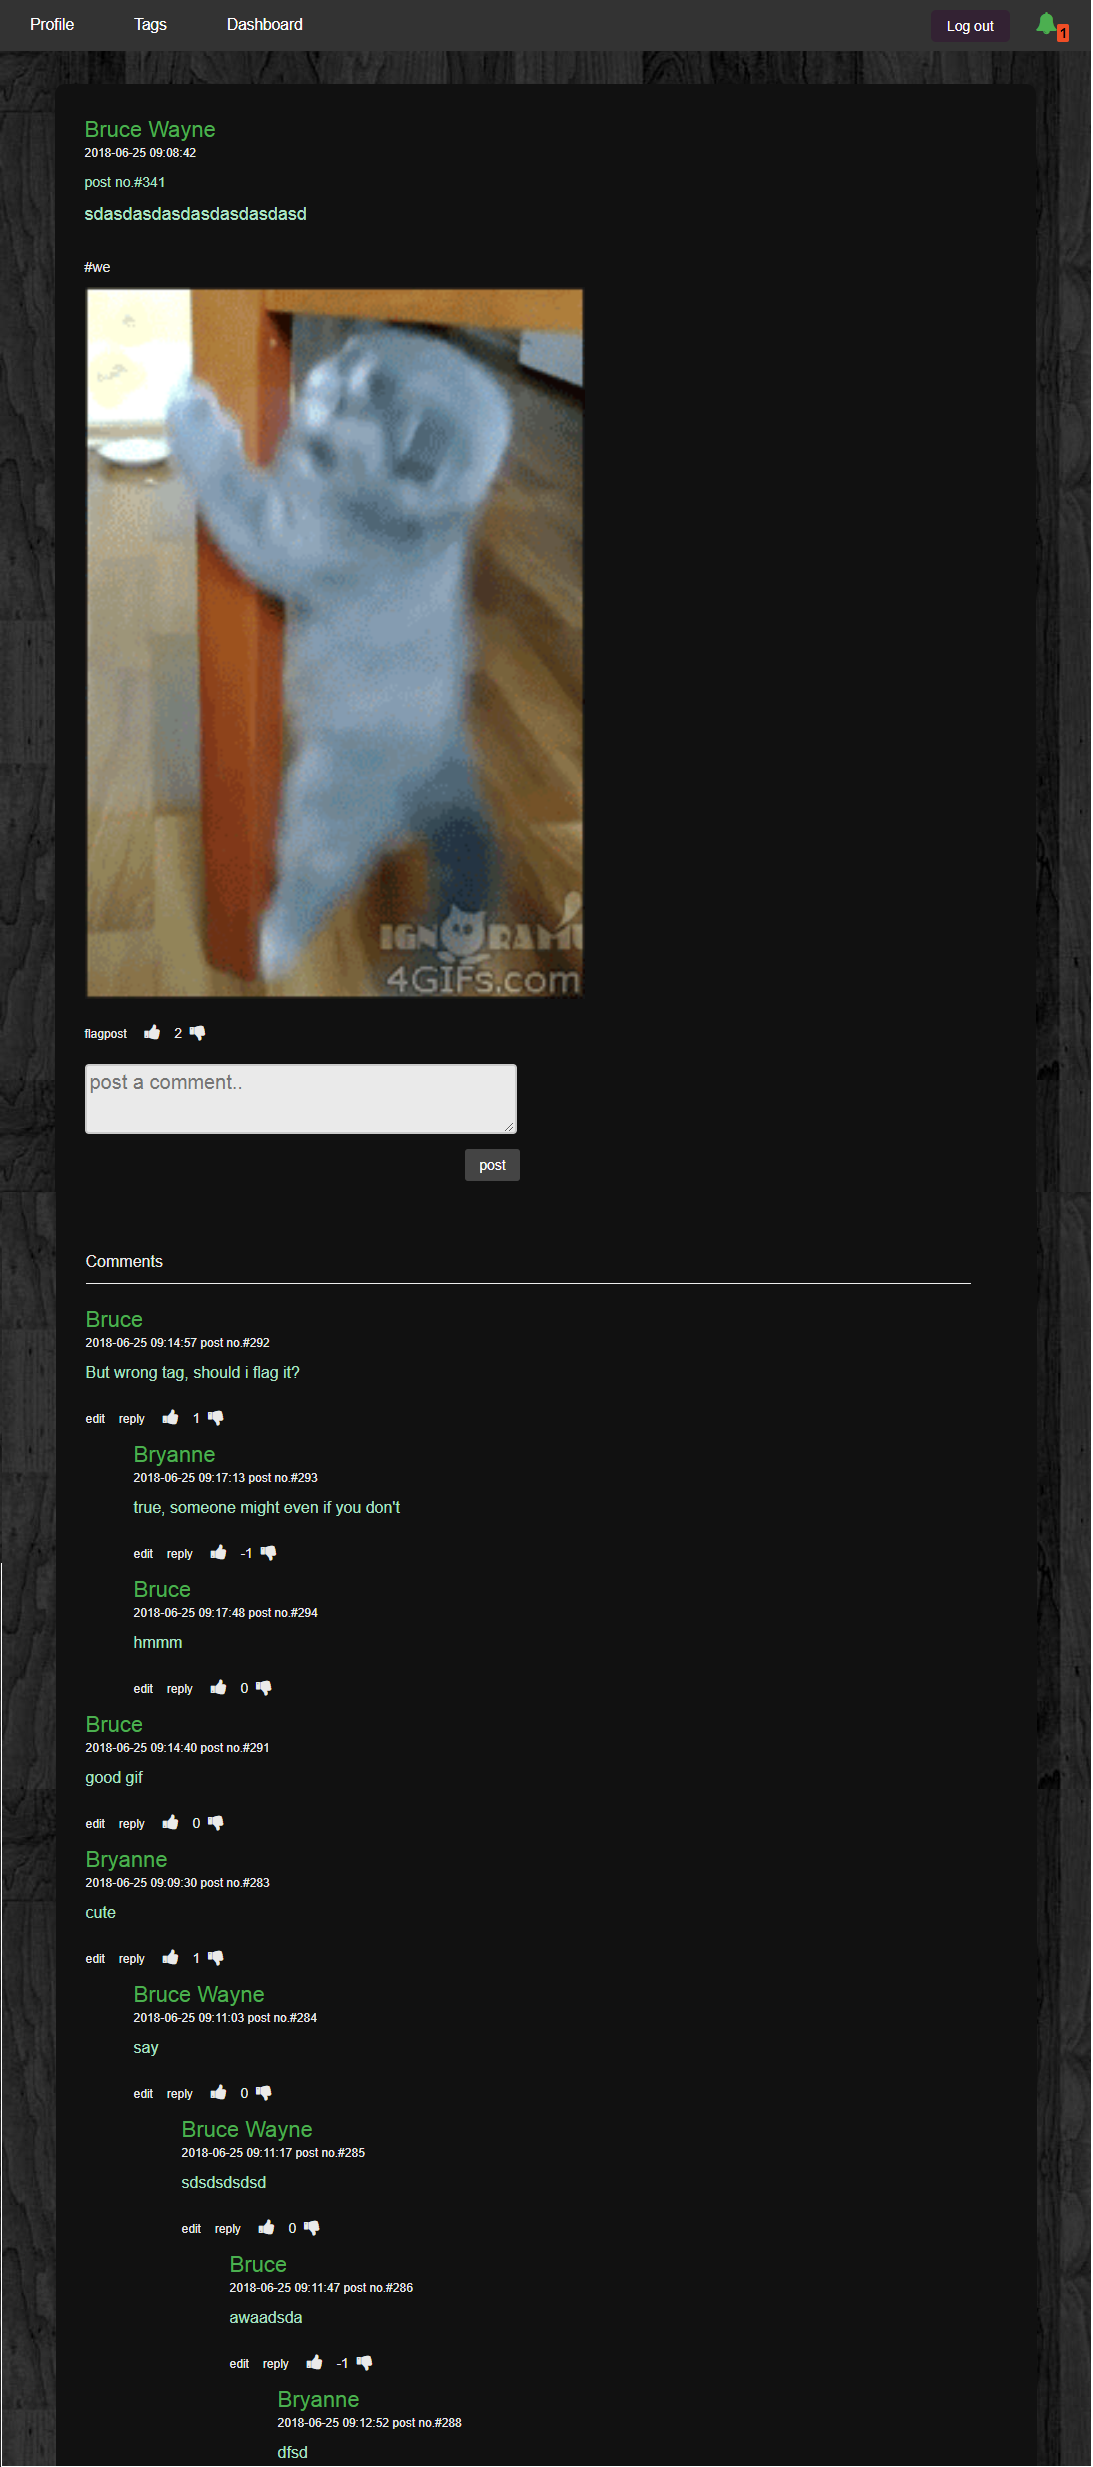 Profile Tags Dashboard Log out 1
Bruce Wayne
2018-06-25 09:08:42
post no.#341
sdasdasdasdasdasdasdasd
#we
4GIFs.com
flagpost 2
post a comment..
post
Comments
Bruce
2018-06-25 09:14:57 post no.#292
But wrong tag, should i flag it?
edit reply 1
Bryanne
2018-06-25 09:17:13 post no.#293
true, someone might even if you don't
edit reply -1
Bruce
2018-06-25 09:17:48 post no.#294
hmmm
edit reply 0
Bruce
2018-06-25 09:14:40 post no.#291
good gif
edit reply 0
Bryanne
2018-06-25 09:09:30 post no.#283
cute
edit reply 1
Bruce Wayne
2018-06-25 09:11:03 post no.#284
say
edit reply 0
Bruce Wayne
2018-06-25 09:11:17 post no.#285
sdsdsdsdsd
edit reply 0
Bruce
2018-06-25 09:11:47 post no.#286
awaadsda
edit reply -1
Bryanne
2018-06-25 09:12:52 post no.#288
dfsd